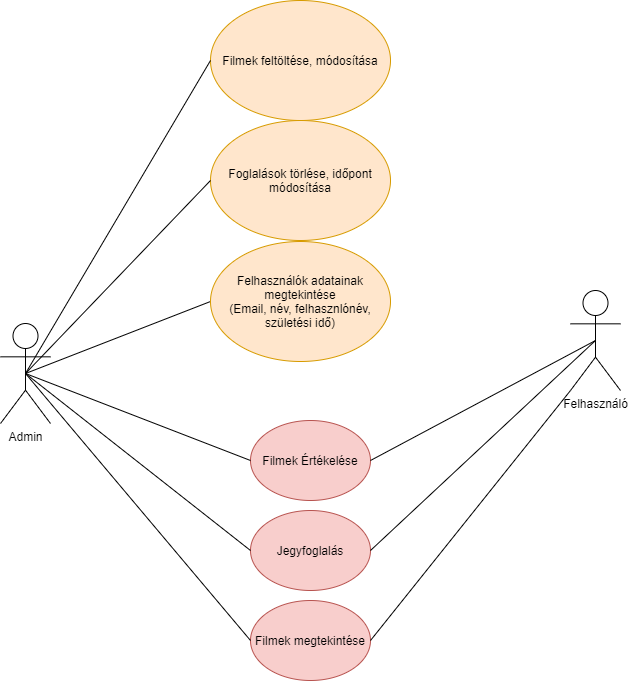 Filmek feltöltése, módosítása
Foglalások törlése, időpont
módosítása
Felhasználók adatainak
megtekintése
(Email, név, felhasznlónév,
születési idő)
Admin
Felhasználó
Filmek Értékelése
Jegyfoglalás
Filmek megtekintése